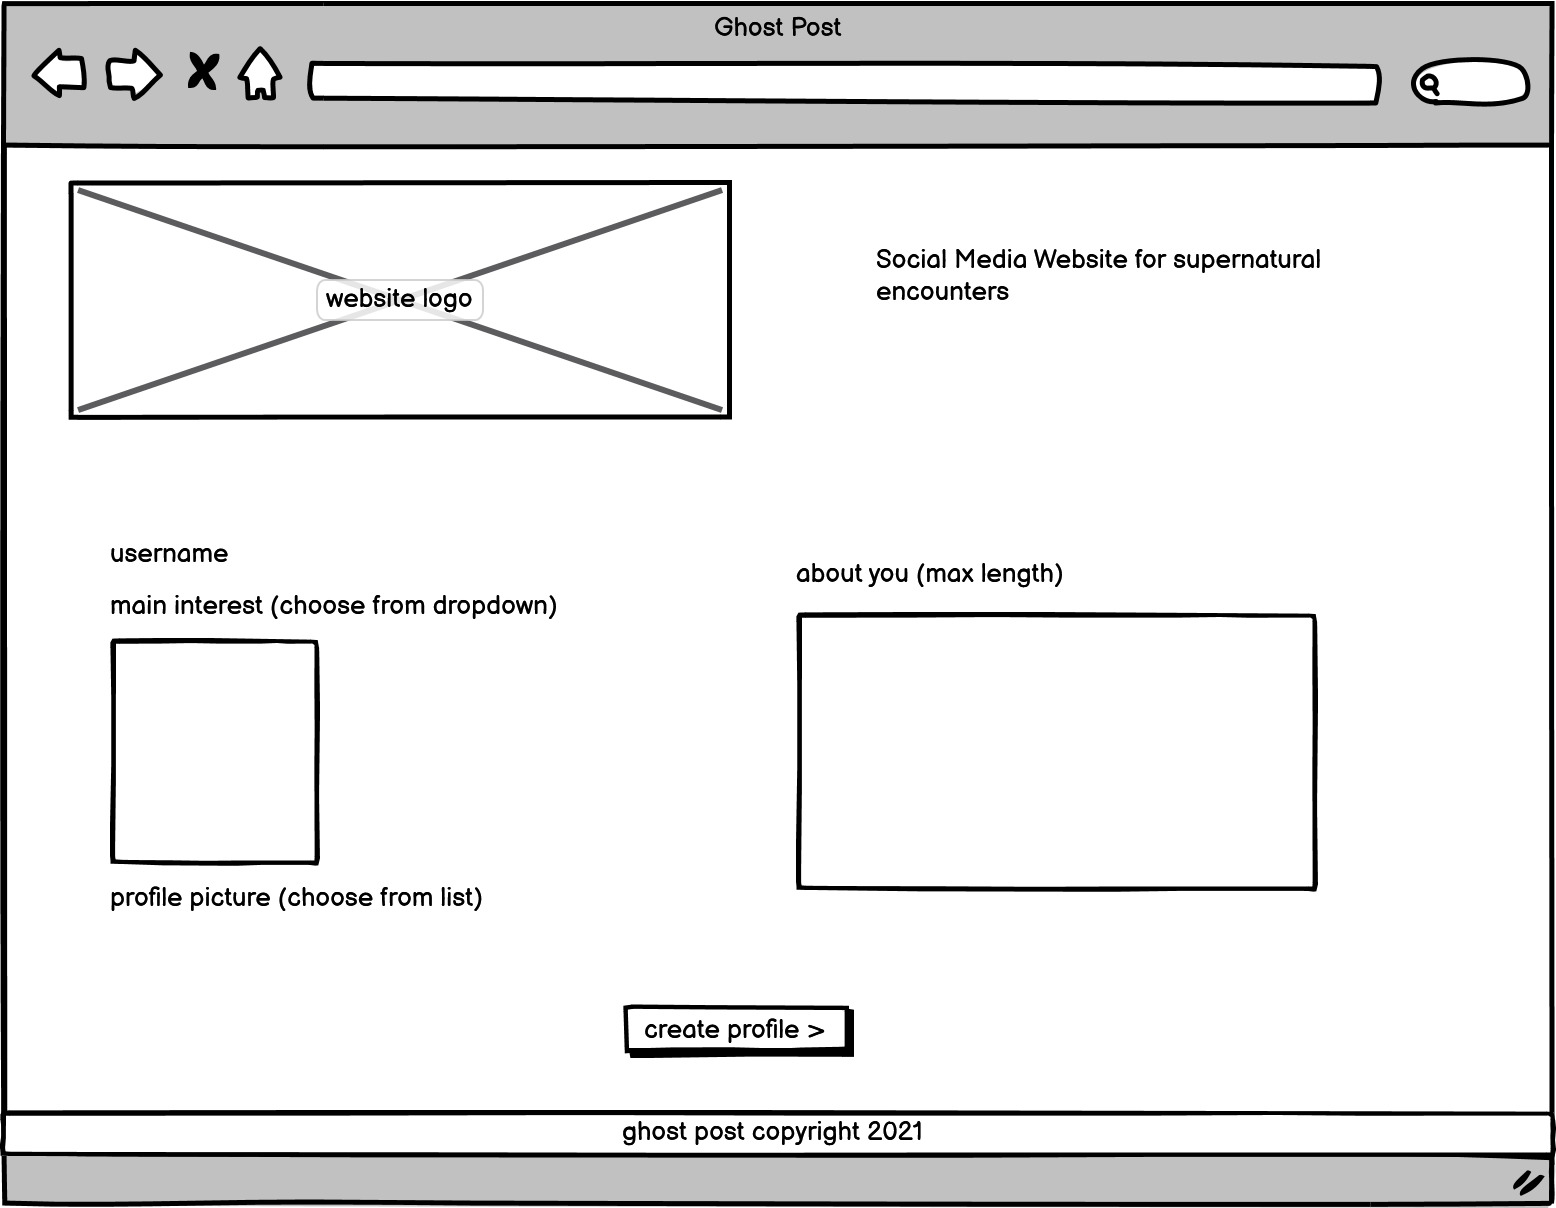 Ghost Post
website logo
Social Media Website for supernatural
encounters
username
main interest (choose from dropdown)
profile picture (choose from list)
about you (max length)
create profile >
ghost post copyright 2021